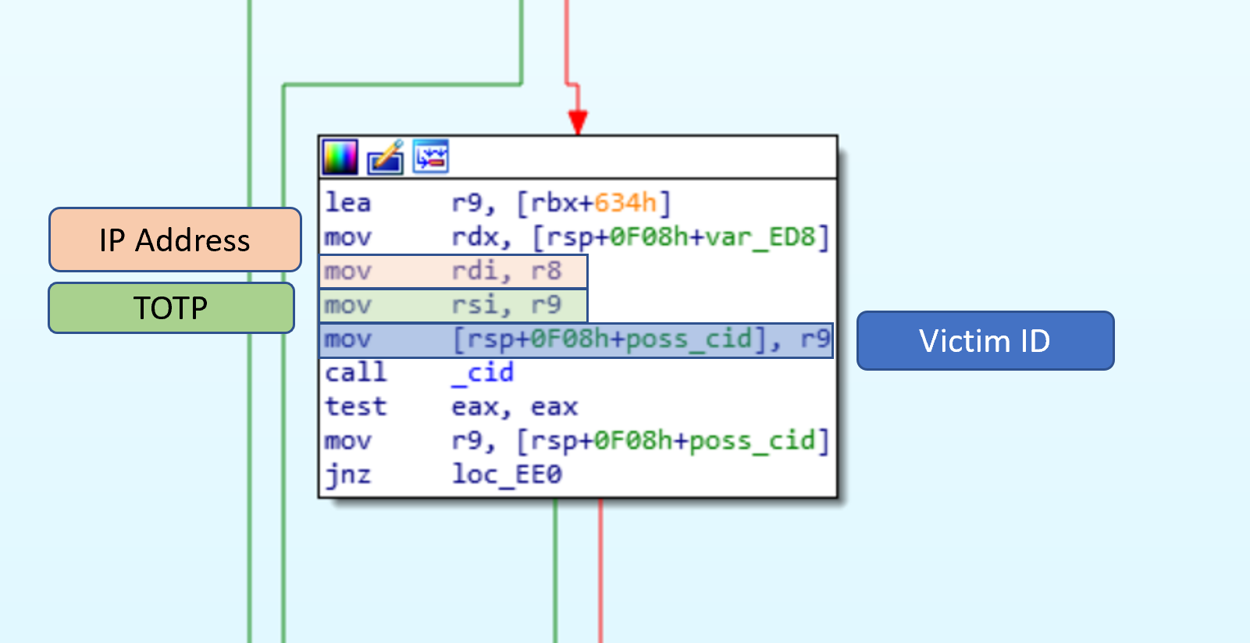 lea r9, [rbx+634h]
mov rdx, [rsp+0F08h+var_ED8]
IP Address
mov rdi, r8
TOTP
mov rsi, r9
mov [rsp+0F08h+poss_cid], r9
Victim ID
call _cid
test eax, eax
mov r9, [rsp+0F08h+poss_cid]
jnz loc_EE0